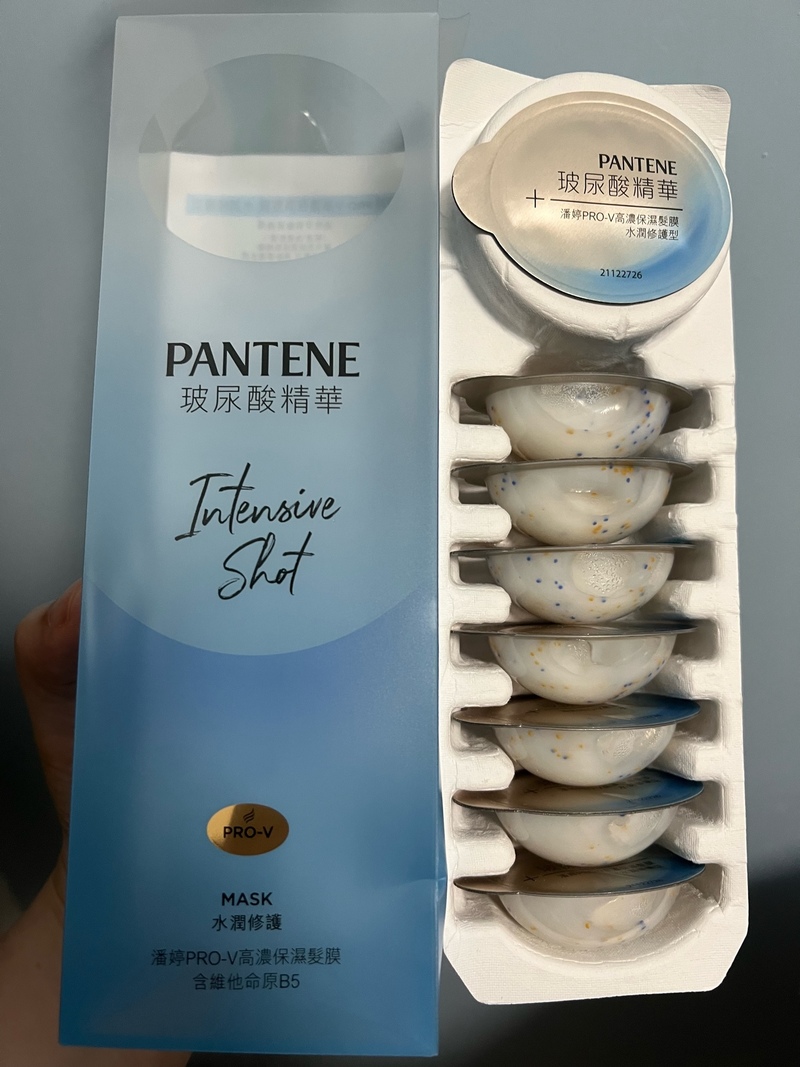 PANTENE
玻尿酸精華
Intensive
Shot
PRO-V
MASK
水潤修護
潘婷PRO-V高濃保濕髮膜
含維他命原B5
PANTENE
玻尿酸精華
+
潘婷PRO-V高濃保濕髮膜
水潤修護型
21122726